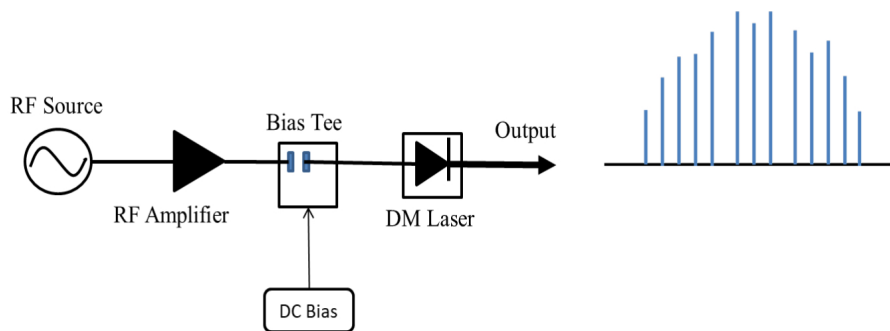 RF Source
RF Amplifier
Bias Tee
DC Bias
DM Laser
Output